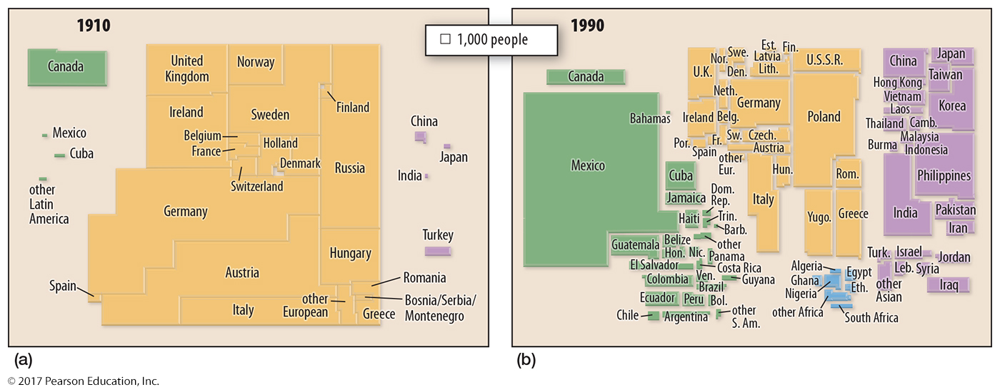 1910
Canada
Mexico
Cuba
other
Latin
America
United
Kingdom
Norway
Ireland
Sweden
Finland
Belgium
France
Holland
Denmark
Switzerland
Russia
Germany
Austria
Hungary
Spain
Italy
other
European
Greece
Romania
Bosnia/Serbia/
Montenegro
China
Japan
India
Turkey
(a)
1,000 people
1990
Canada
Bahamas
Mexico
Cuba
Jamaica
Dom.
Rep.
Haiti
Trin.
Barb.
other
Guatemala
Belize
Hon.
Nic.
Panama
El Salvador
Costa Rica
Colombia
Ven.
Guyana
Brazil
Ecuador
Peru
Bol.
Chile
Argentina
other
S. Am.
U.K.
Nor.
Swe.
Den.
Est.
Latvia
Lith.
Fin.
U.S.S.R.
Neth.
Ireland
Belg.
Germany
Poland
Por.
Spain
Fr.
Sw.
Czech.
Austria
other
Eur.
Hun.
Rom.
Italy
Yugo.
Greece
China
Japan
Taiwan
Hong Kong
Vietnam
Korea
Laos
Thailand
Camb.
Malaysia
Burma
Indonesia
Philippines
India
Pakistan
Iran
Turk.
Israel
Jordan
Leb.
Syria
other
Asian
Iraq
Algeria
Egypt
Ghana
Eth.
Nigeria
other Africa
South Africa
(b)
© 2017 Pearson Education, Inc.